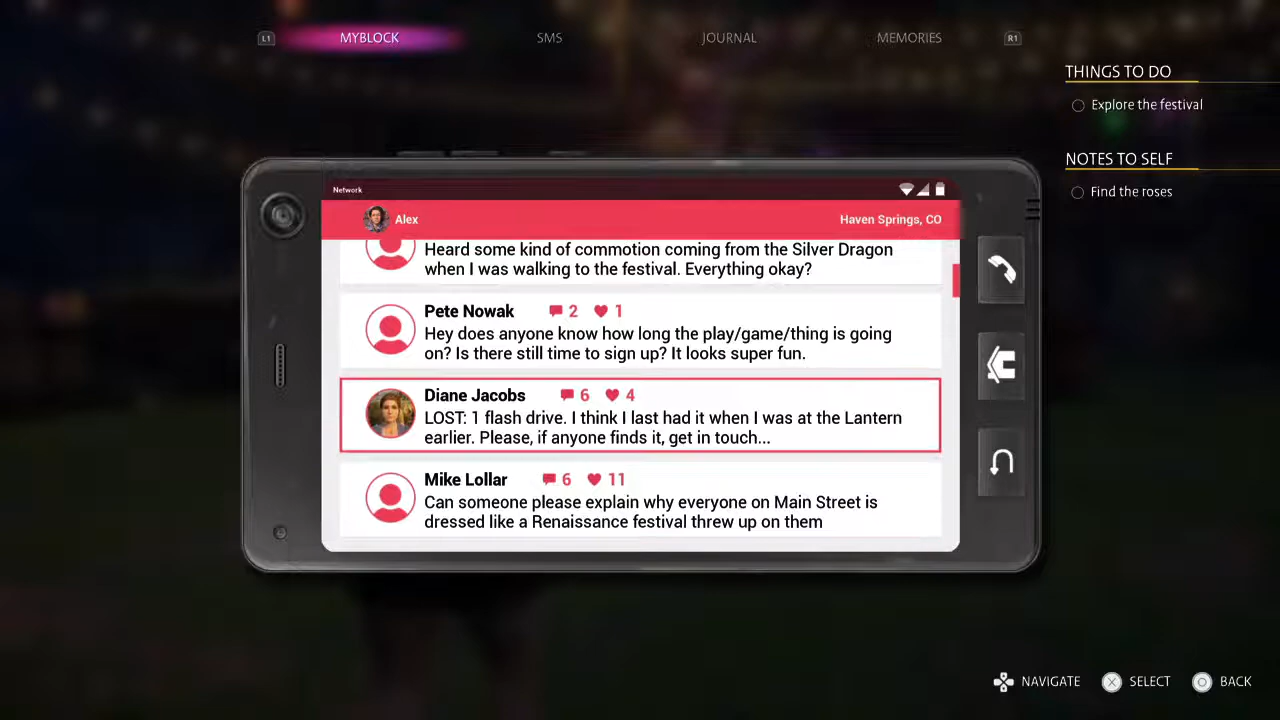 L1
MYBLOCK
SMS
JOURNAL
MEMORIES
R1
THINGS TO DO
Explore the festival
NOTES TO SELF
Find the roses
Network
Alex
Haven Springs, CO
Heard some kind of commotion coming from the Silver Dragon
when I was walking to the festival. Everything okay?
Pete Nowak 2 1
Hey does anyone know how long the play/game/thing is going
on? Is there still time to sign up? It looks super fun.
Diane Jacobs 6 4
LOST: 1 flash drive. I think I last had it when I was at the Lantern
earlier. Please, if anyone finds it, get in touch...
Mike Lollar 6 11
Can someone please explain why everyone on Main Street is
dressed like a Renaissance festival threw up on them
NAVIGATE
SELECT
BACK